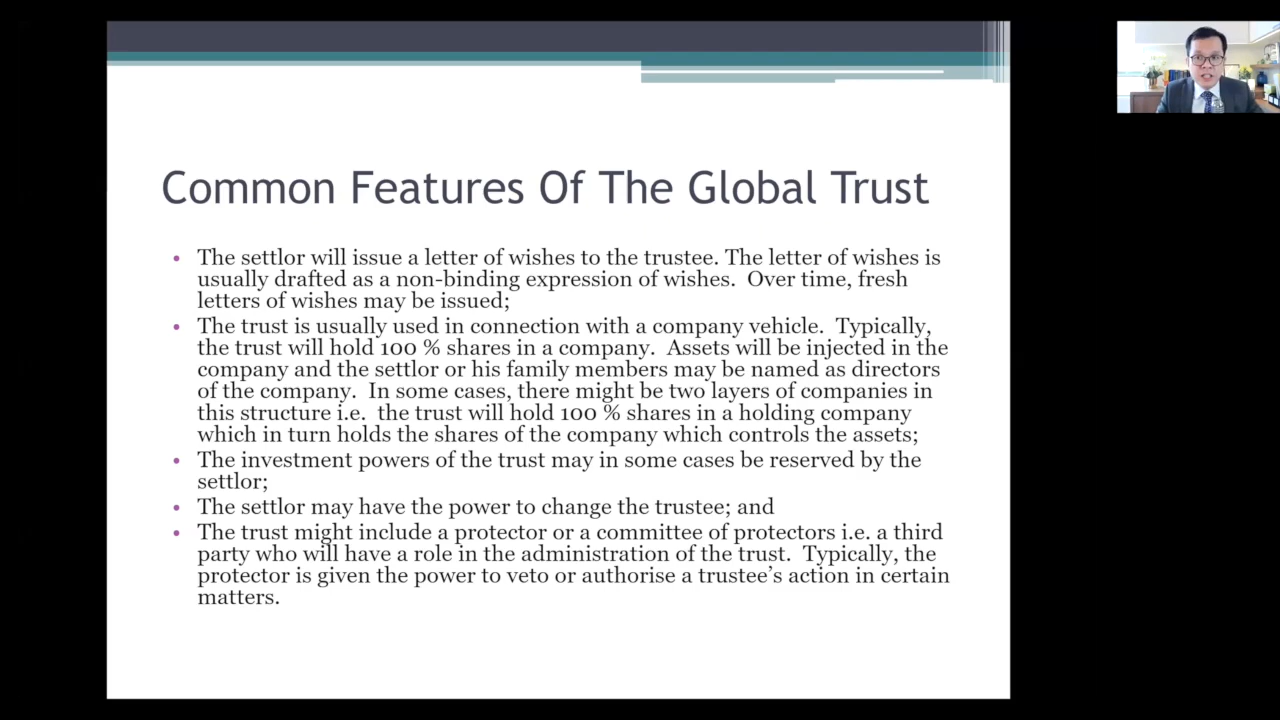 Common Features Of The Global Trust
• The settlor will issue a letter of wishes to the trustee. The letter of wishes is
usually drafted as a non-binding expression of wishes. Over time, fresh
letters of wishes may be issued;
• The trust is usually used in connection with a company vehicle. Typically,
the trust will hold 100 % shares in a company. Assets will be injected in the
company and the settlor or his family members may be named as directors
of the company. In some cases, there might be two layers of companies in
this structure i.e. the trust will hold 100 % shares in a holding company
which in turn holds the shares of the company which controls the assets;
• The investment powers of the trust may in some cases be reserved by the
settlor;
• The settlor may have the power to change the trustee; and
• The trust might include a protector or a committee of protectors i.e. a third
party who will have a role in the administration of the trust. Typically, the
protector is given the power to veto or authorise a trustee's action in certain
matters.